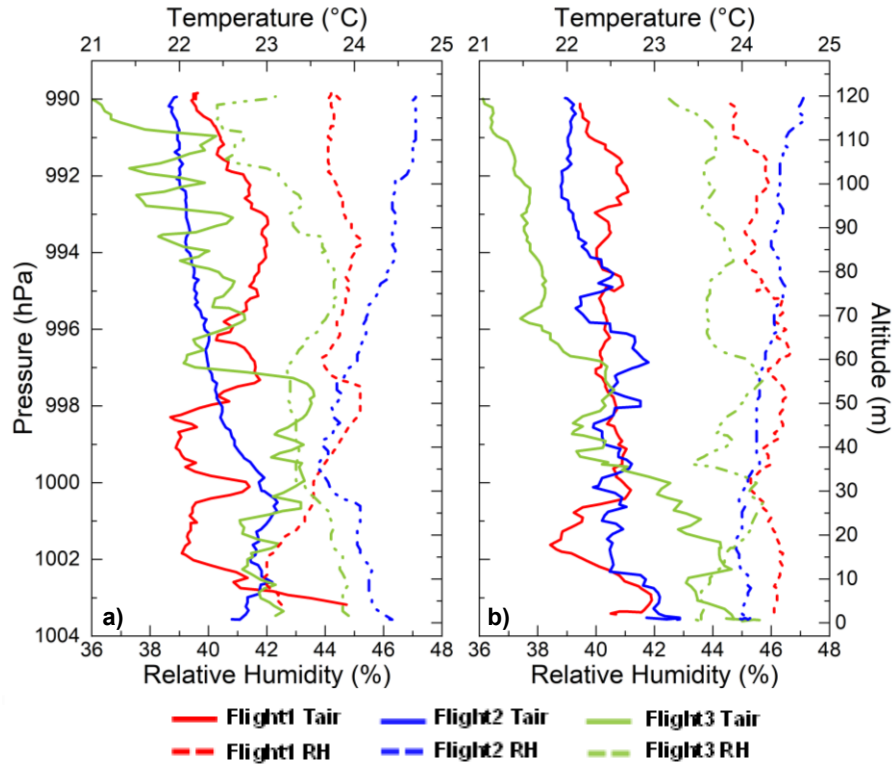 Temperature (°C) Temperature (°C)
21 22 23 24 25 21 22 23 24 25
990 120
110
992 100
90
994 80
70
996 60
998 50
40
1000 30
20
1002 10
1004 0
Pressure (hPa)
Altitude (m)
a) b)
36 38 40 42 44 46 48 36 38 40 42 44 46 48
Relative Humidity (%) Relative Humidity (%)
Flight1 Tair Flight2 Tair Flight3 Tair
Flight1 RH Flight2 RH Flight3 RH